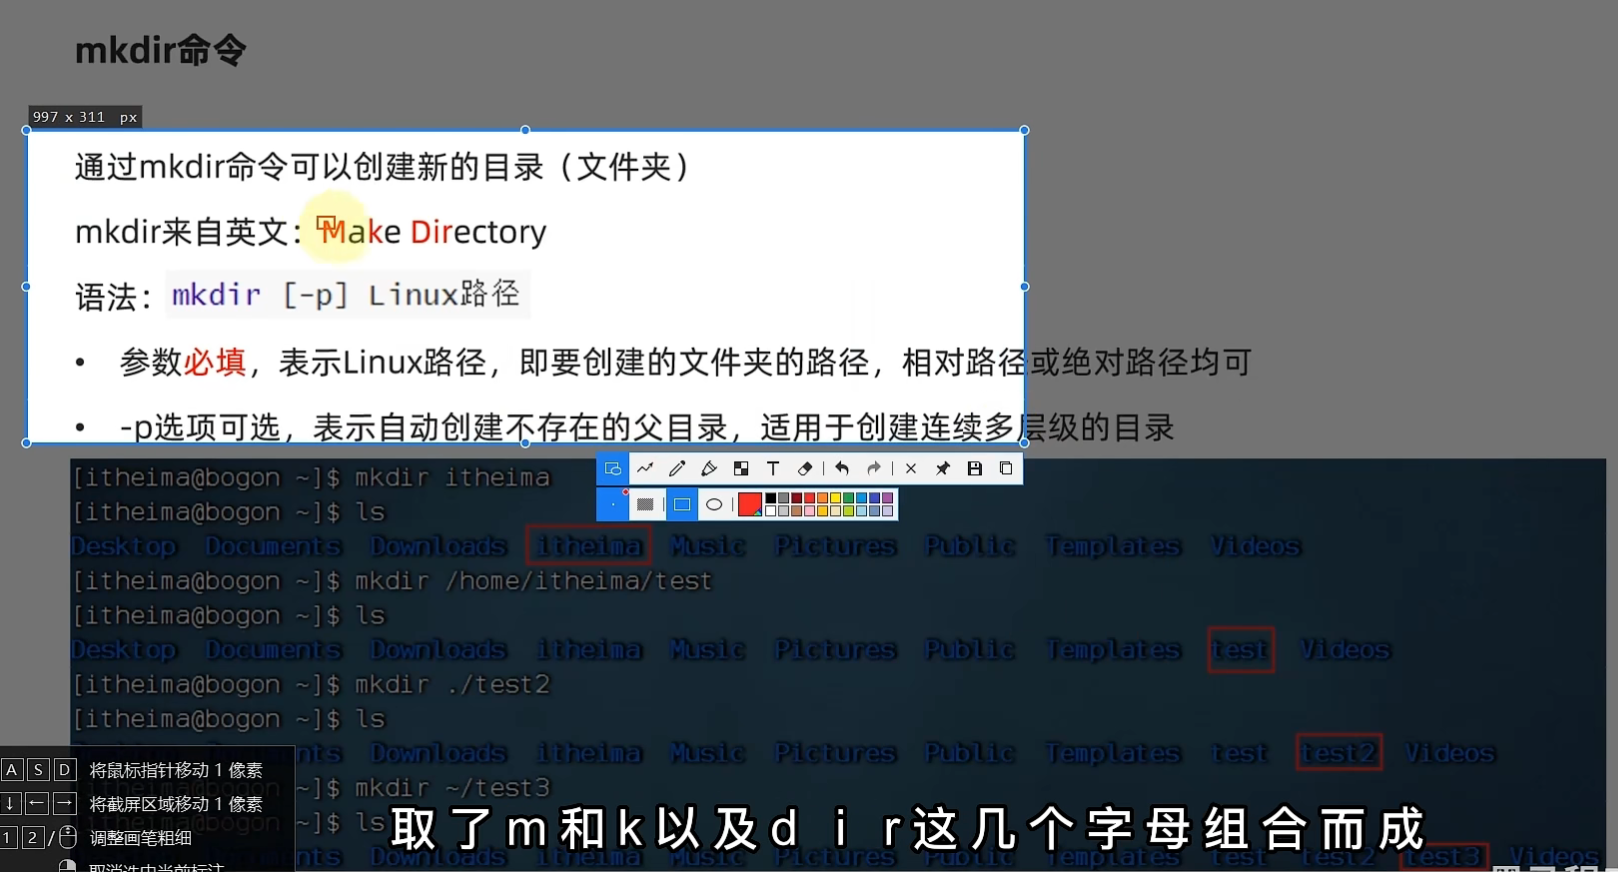 mkdir命令
997 x 311 px
通过mkdir命令可以创建新的目录（文件夹）
mkdir来自英文：Make Directory
语法：mkdir [-p] Linux路径
• 参数必填，表示Linux路径，即要创建的文件夹的路径，相对路径或绝对路径均可
• -p选项可选，表示自动创建不存在的父目录，适用于创建连续多层级的目录
[itheima@bogon ~]$ mkdir itheima
[itheima@bogon ~]$ ls
Desktop Documents Downloads itheima Music Pictures Public Templates Videos
[itheima@bogon ~]$ mkdir /home/itheima/test
[itheima@bogon ~]$ ls
Desktop Documents Downloads itheima Music Pictures Public Templates test Videos
[itheima@bogon ~]$ mkdir ./test2
[itheima@bogon ~]$ ls
nts Downloads itheima Music Pictures Public Templates test test2 Videos
A S D 将鼠标指针移动 1 像素
~]$ mkdir ~/test3
↓ ← → 将截屏区域移动 1 像素
~]$ ls
取了m和k以及d i r这几个字母组合而成
1 2 / 调整画笔粗细
nts Downloads itheima Music Pictures Public Templates test test2 test3 Videos
取消选中当前标注